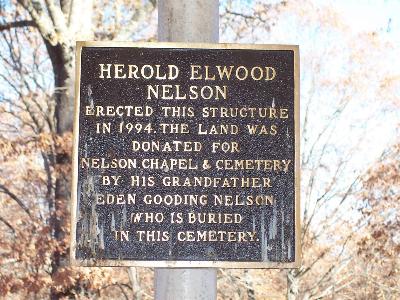 HEROLD ELWOOD
NELSON
ERECTED THIS STRUCTURE
IN 1994. THE LAND WAS
DONATED FOR
NELSON CHAPEL & CEMETERY
BY HIS GRANDFATHER
EDEN GOODING NELSON
WHO IS BURIED
IN THIS CEMETERY.